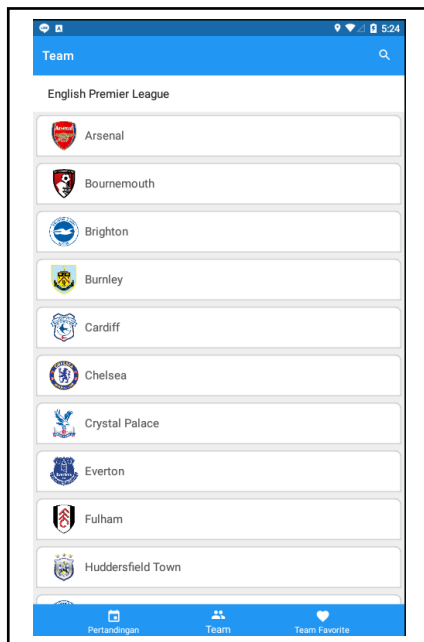 5:24
Team
English Premier League
Arsenal
Bournemouth
Brighton
Burnley
Cardiff
Chelsea
Crystal Palace
Everton
Fulham
Huddersfield Town
Pertandingan
Team
Team Favorite